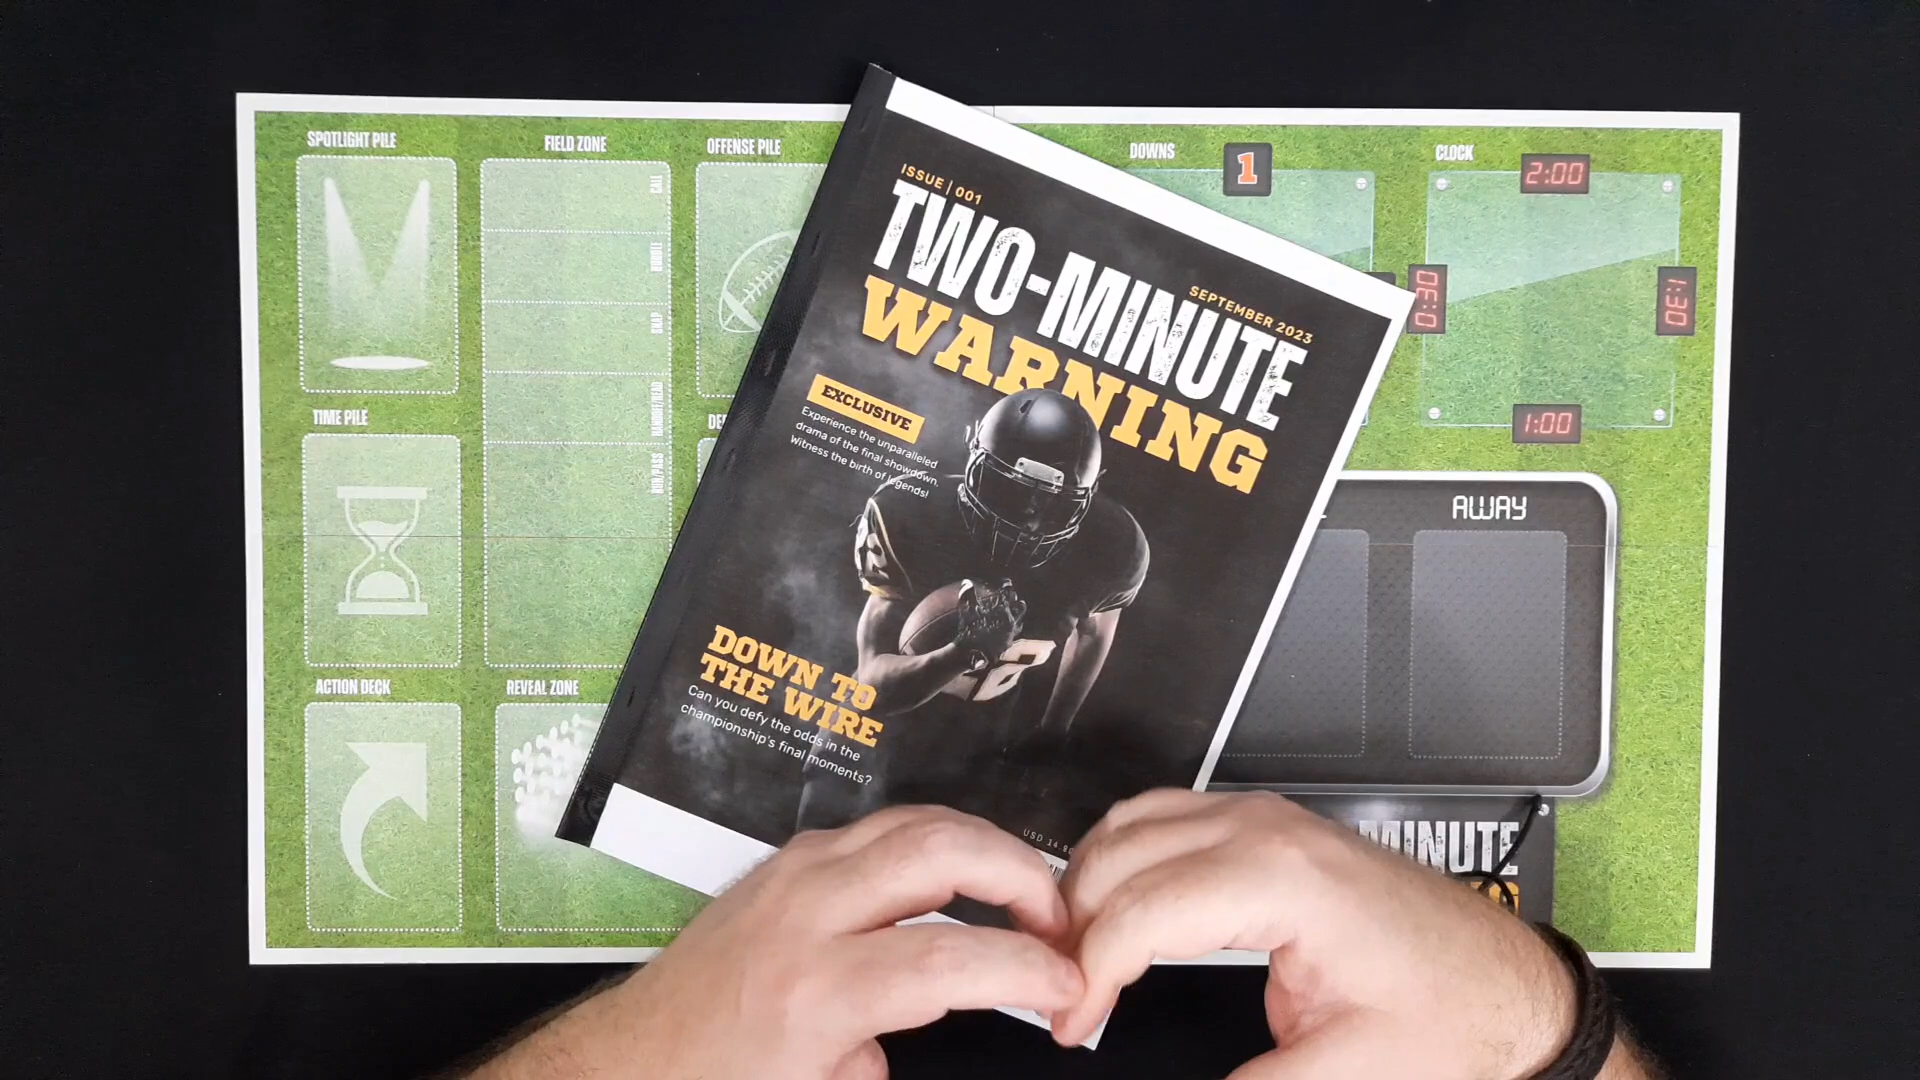 SPOTLIGHT PILE
FIELD ZONE
OFFENSE PILE
DOWNS
1
CLOCK
2:00
0:30
1:30
1:00
CALL
HUDDLE
SNAP
HANDOFF/READ
RUN/PASS
TIME PILE
ACTION DECK
REVEAL ZONE
AWAY
ISSUE | 001
TWO-MINUTE
SEPTEMBER 2023
WARNING
EXCLUSIVE
Experience the unparalleled
drama of the final showdown.
Witness the birth of legends!
DOWN TO
THE WIRE
Can you defy the odds in the
championship's final moments?
MINUTE